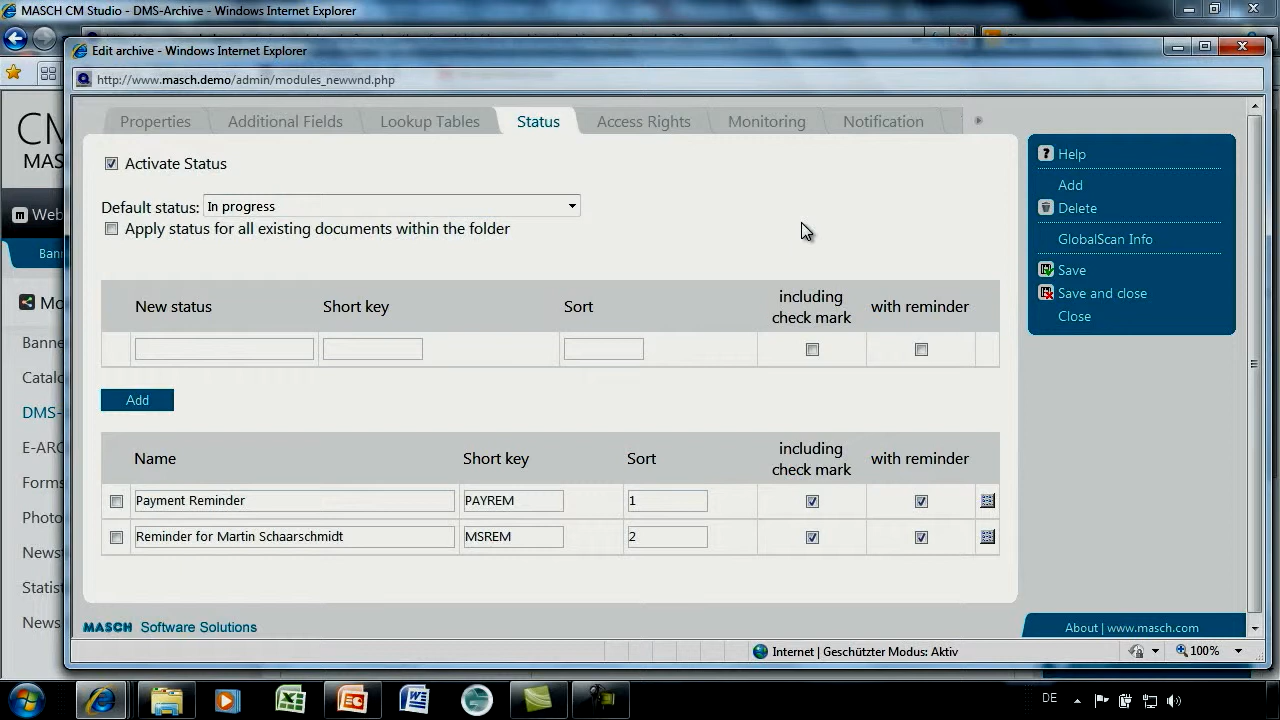 MASCH CM Studio - DMS-Archive - Windows Internet Explorer
Edit archive - Windows Internet Explorer
http://www.masch.demo/admin/modules_newwnd.php
CM
MAS
m Web
Bann
Mo
Banne
Catal
DMS-
E-ARC
Forms
Photo
News
Statis
News
Properties Additional Fields Lookup Tables Status Access Rights Monitoring Notification
Activate Status
Default status: In progress
Apply status for all existing documents within the folder
New status Short key Sort including check mark with reminder
Add
Name Short key Sort including check mark with reminder
Payment Reminder PAYREM 1
Reminder for Martin Schaarschmidt MSREM 2
? Help
Add
Delete
GlobalScan Info
Save
Save and close
Close
MASCH Software Solutions
About | www.masch.com
Internet | Geschützter Modus: Aktiv
100%
DE